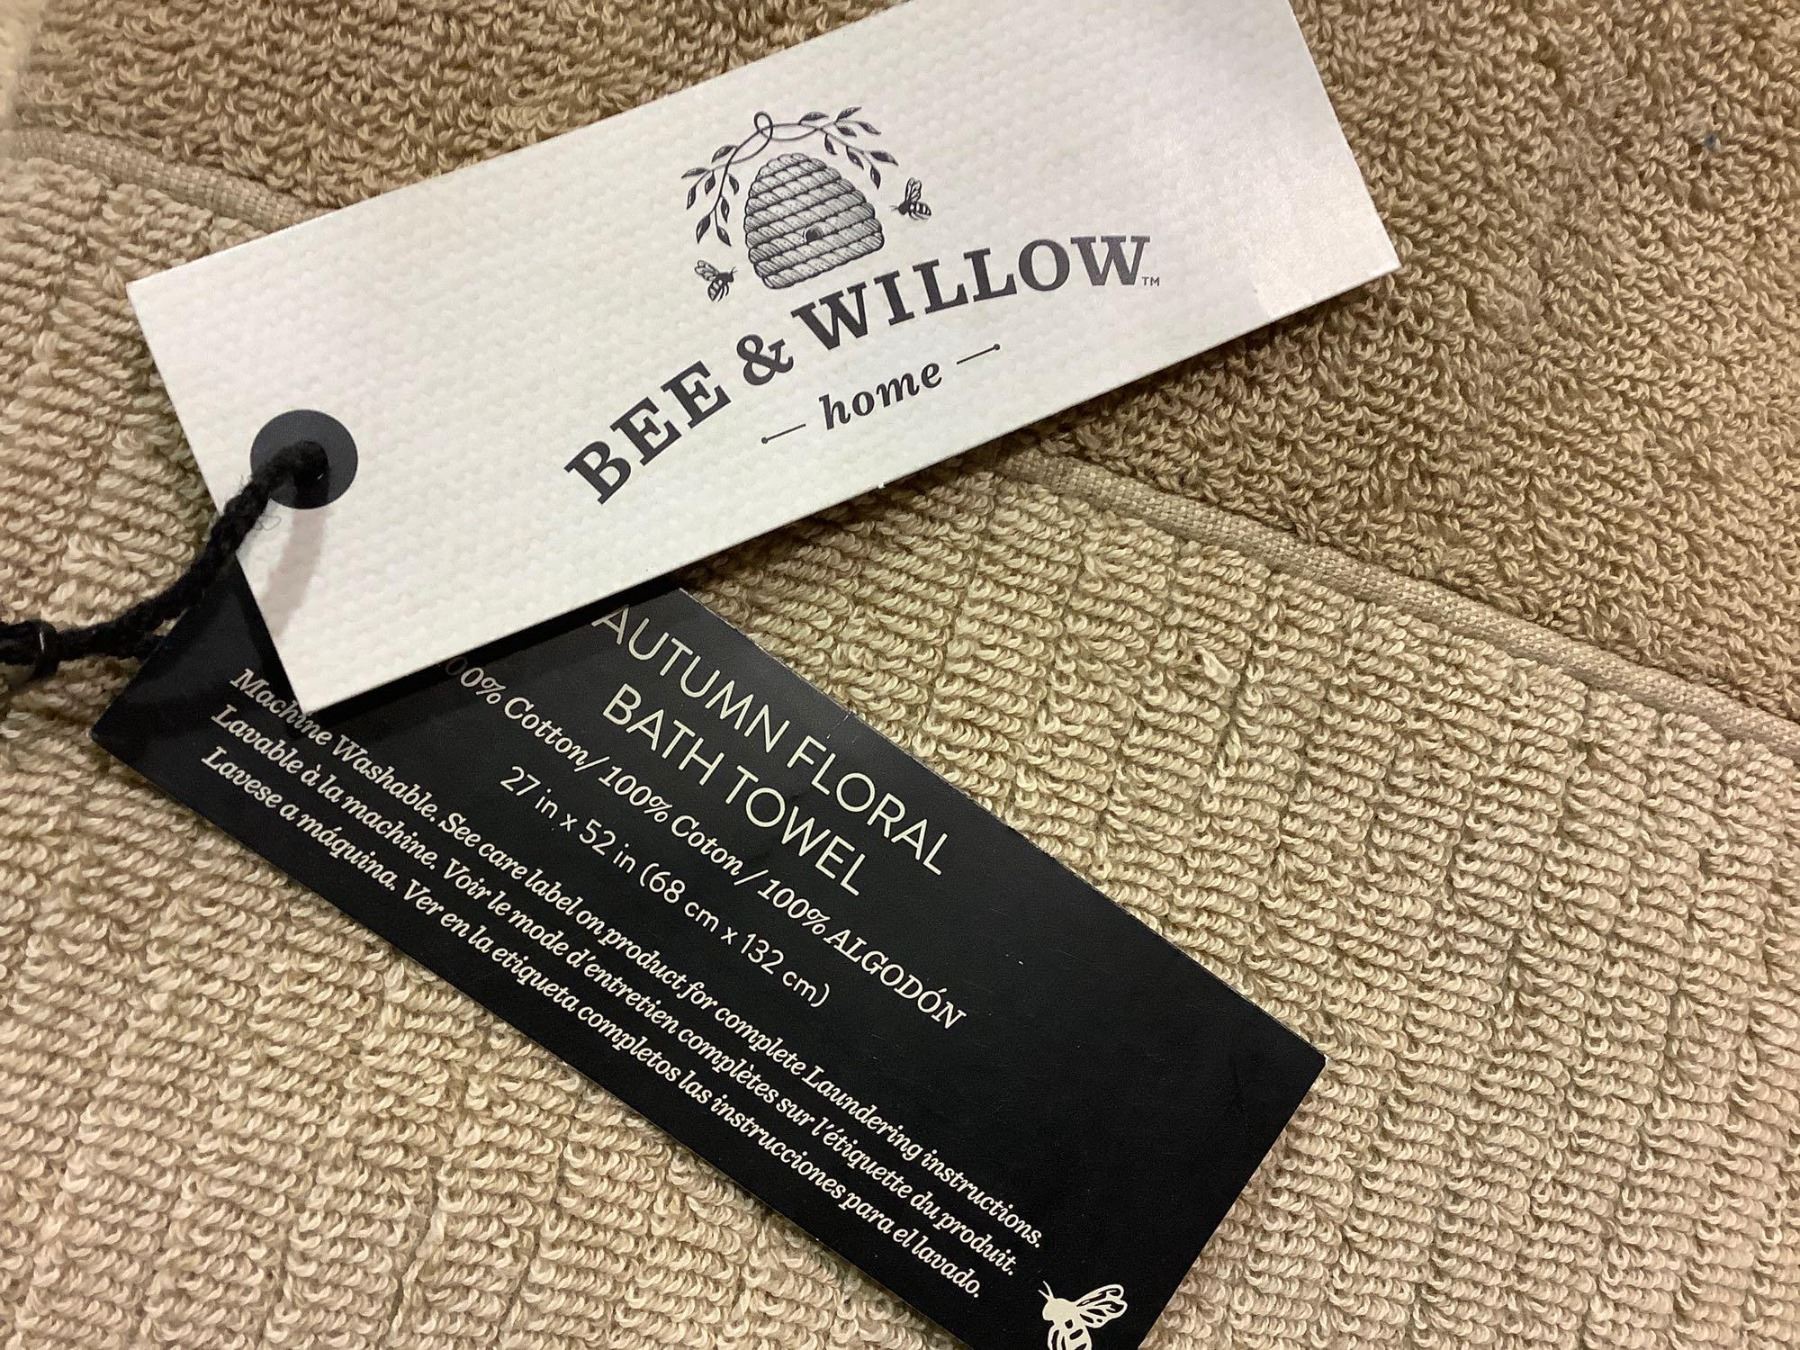 BEE & WILLOW™
home
AUTUMN FLORAL
BATH TOWEL
00% Cotton/ 100% Coton / 100% ALGODÓN
27 in x 52 in (68 cm x 132 cm)
Machine Washable. See care label on product for complete Laundering instructions.
Lavable à la machine. Voir le mode d'entretien complètes sur l'étiquette du produit.
Lavese a máquina. Ver en la etiqueta completos las instrucciones para el lavado.